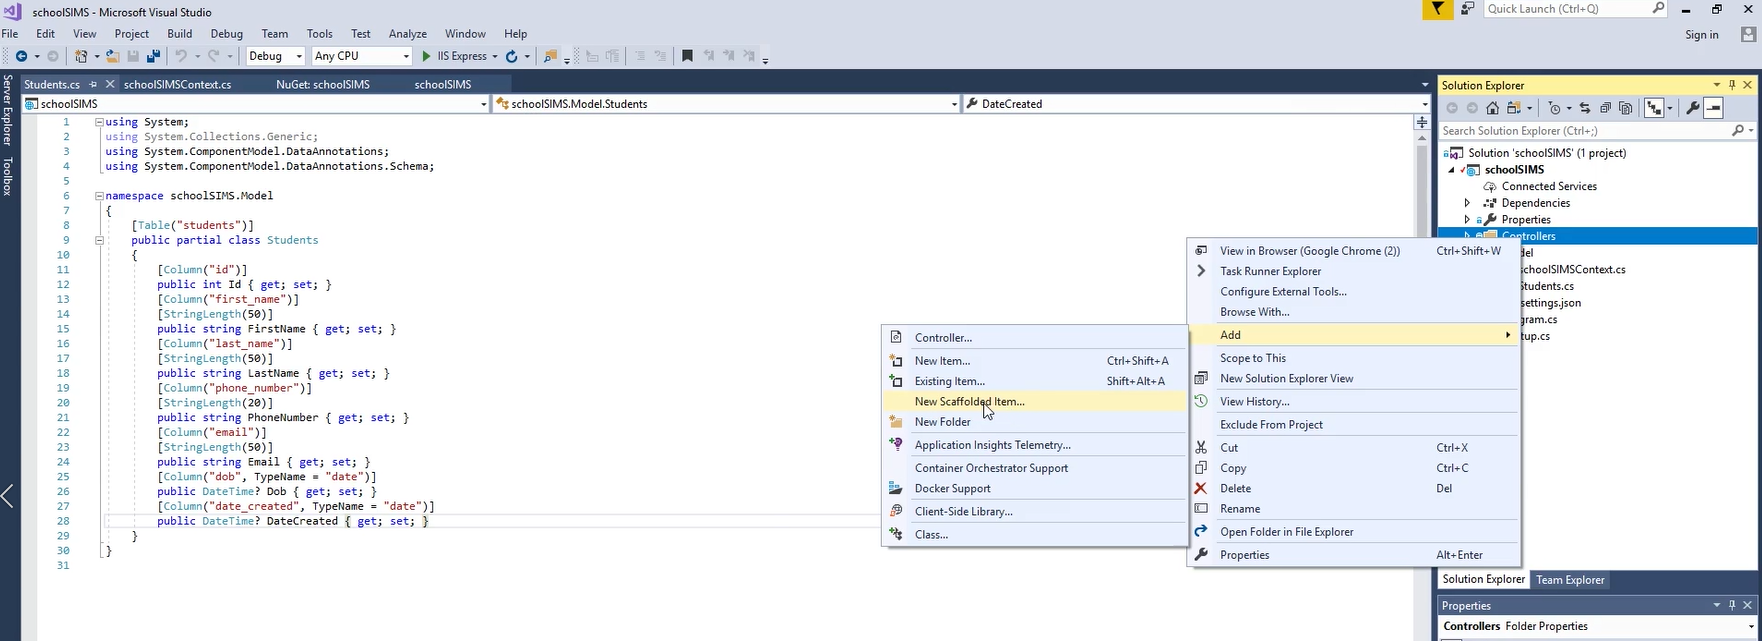 schoolSIMS - Microsoft Visual Studio
Quick Launch (Ctrl+Q)
File Edit View Project Build Debug Team Tools Test Analyze Window Help
Sign in
Debug Any CPU IIS Express
Server Explorer
Toolbox
Students.cs schoolSIMSContext.cs NuGet: schoolSIMS schoolSIMS
schoolSIMS schoolSIMS.Model.Students DateCreated
1 using System;
2 using System.Collections.Generic;
3 using System.ComponentModel.DataAnnotations;
4 using System.ComponentModel.DataAnnotations.Schema;
5
6 namespace schoolSIMS.Model
7 {
8 [Table("students")]
9 public partial class Students
10 {
11 [Column("id")]
12 public int Id { get; set; }
13 [Column("first_name")]
14 [StringLength(50)]
15 public string FirstName { get; set; }
16 [Column("last_name")]
17 [StringLength(50)]
18 public string LastName { get; set; }
19 [Column("phone_number")]
20 [StringLength(20)]
21 public string PhoneNumber { get; set; }
22 [Column("email")]
23 [StringLength(50)]
24 public string Email { get; set; }
25 [Column("dob", TypeName = "date")]
26 public DateTime? Dob { get; set; }
27 [Column("date_created", TypeName = "date")]
28 public DateTime? DateCreated { get; set; }
29 }
30 }
31
Controller...
New Item... Ctrl+Shift+A
Existing Item... Shift+Alt+A
New Scaffolded Item...
New Folder
Application Insights Telemetry...
Container Orchestrator Support
Docker Support
Client-Side Library...
Class...
View in Browser (Google Chrome (2)) Ctrl+Shift+W
Task Runner Explorer
Configure External Tools...
Browse With...
Add
Scope to This
New Solution Explorer View
View History...
Exclude From Project
Cut Ctrl+X
Copy Ctrl+C
Delete Del
Rename
Open Folder in File Explorer
Properties Alt+Enter
Solution Explorer
Search Solution Explorer (Ctrl+;)
Solution 'schoolSIMS' (1 project)
schoolSIMS
Connected Services
Dependencies
Properties
Controllers
del
choolSIMSContext.cs
Students.cs
settings.json
gram.cs
tup.cs
Solution Explorer Team Explorer
Properties
Controllers Folder Properties